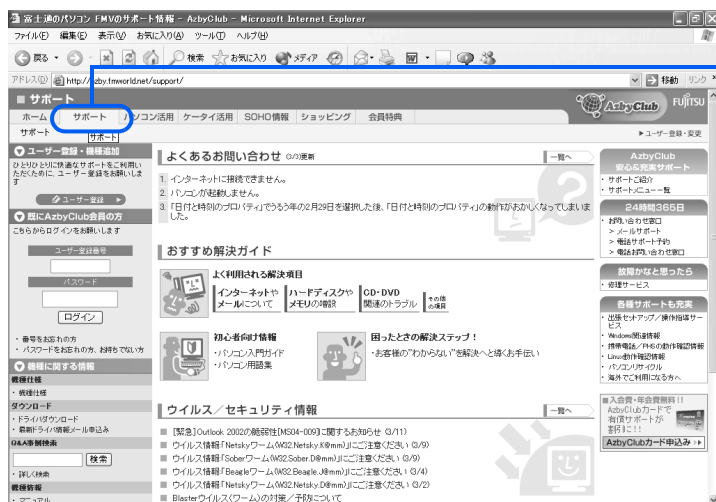 富士通のパソコン FMVのサポート情報 - AzbyClub - Microsoft Internet Explorer
ファイル(F) 編集(E) 表示(V) お気に入り(A) ツール(T) ヘルプ(H)
戻る 検索 お気に入り メディア
アドレス(D) http://azby.fmworld.net/support/ 移動 リンク
サポート
AzbyClub FUJITSU
ホーム サポート パソコン活用 ケータイ活用 SOHO情報 ショッピング 会員特典
サポート サポート ユーザー登録・変更
ユーザー登録・機種追加
ひとりひとりに快適なサポートをご利用い
ただくために、ユーザー登録をお願いしま
す
ユーザー登録
既にAzbyClub会員の方
こちらからログインをお願いします
ユーザー登録番号
パスワード
ログイン
・番号をお忘れの方
・パスワードをお忘れの方、お持ちでない方
機種に関する情報
機種仕様
・機種仕様
ダウンロード
・ドライバダウンロード
・最新ドライバ情報メール申込み
Q&A事例検索
検索
・詳しく検索
機種情報
・マニュアル
よくあるお問い合わせ (3/3)更新 一覧へ
1. インターネットに接続できません。
2. パソコンが起動しません。
3. 「日付と時刻のプロパティ」でうるう年の2月29日を選択した後、「日付と時刻のプロパティ」の動作がおかしくなってしまいま
した。
おすすめ解決ガイド
よく利用される解決項目
インターネットや
メールについて
ハードディスクや
メモリの増設
CD・DVD
関連のトラブル
その他
の項目
初心者向け情報
・パソコン入門ガイド
・パソコン用語集
困ったときの解決ステップ！
・お客様の"わからない"を解決へと導くお手伝い
ウイルス／セキュリティ情報 一覧へ
[緊急]Outlook 2002の脆弱性[MS04-009]に関するお知らせ (3/11)
ウイルス情報「Netskyワーム(W32.Netsky.K@mm)」にご注意ください (3/9)
ウイルス情報「Soberワーム(W32.Sober.D@mm)」にご注意ください (3/9)
ウイルス情報「Beagleワーム(W32.Beagle.J@mm)」にご注意ください (3/4)
ウイルス情報「Netskyワーム(W32.Netsky.D@mm)」にご注意ください (3/2)
Blasterウイルス(ワーム)の対策／予防について
AzbyClub
安心&充実サポート
・サポートご紹介
・サポートメニュー一覧
24時間365日
・お問い合わせ窓口
> メールサポート
> 電話サポート予約
> 電話お問い合わせ窓口
故障かなと思ったら
・修理サービス
各種サポートも充実
・出張セットアップ／操作指導サー
ビス
・Windows関連情報
・携帯電話／PHSの動作確認情報
・Linux動作確認情報
・パソコンリサイクル
・海外でご利用になる方へ
■入会費・年会費無料!!
AzbyClubカードで
有償サポートが
割引に!!
AzbyClubカード申込み